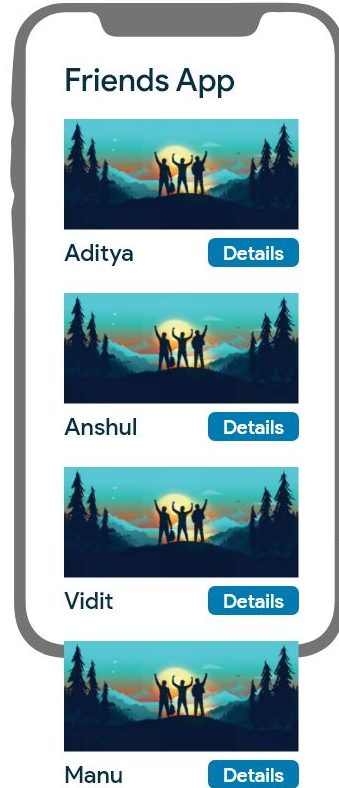 Friends App
Aditya
Details
Anshul
Details
Vidit
Details
Manu
Details